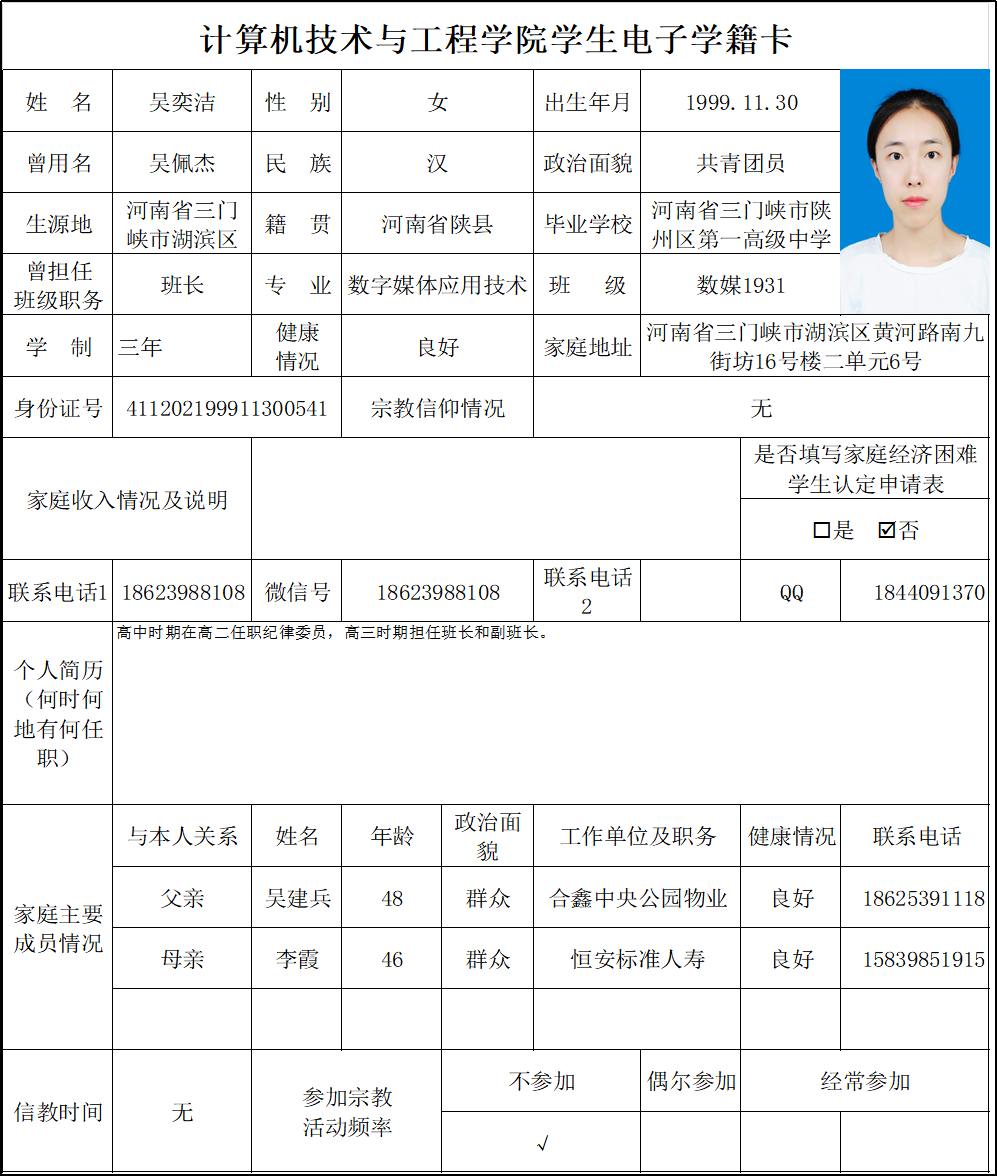 计算机技术与工程学院学生电子学籍卡
姓 名 吴奕洁 性 别 女 出生年月 1999.11.30
曾用名 吴佩杰 民 族 汉 政治面貌 共青团员
生源地 河南省三门峡市湖滨区 籍 贯 河南省陕县 毕业学校 河南省三门峡市陕州区第一高级中学
曾担任班级职务 班长 专 业 数字媒体应用技术 班 级 数媒1931
学 制 三年 健康情况 良好 家庭地址 河南省三门峡市湖滨区黄河路南九街坊16号楼二单元6号
身份证号 411202199911300541 宗教信仰情况 无
家庭收入情况及说明 是否填写家庭经济困难学生认定申请表
☐是 ☑否
联系电话1 18623988108 微信号 18623988108 联系电话2 QQ 1844091370
个人简历（何时何地有何任职） 高中时期在高二任职纪律委员，高三时期担任班长和副班长。
家庭主要成员情况
与本人关系 姓名 年龄 政治面貌 工作单位及职务 健康情况 联系电话
父亲 吴建兵 48 群众 合鑫中央公园物业 良好 18625391118
母亲 李霞 46 群众 恒安标准人寿 良好 15839851915
信教时间 无 参加宗教活动频率 不参加 偶尔参加 经常参加
√